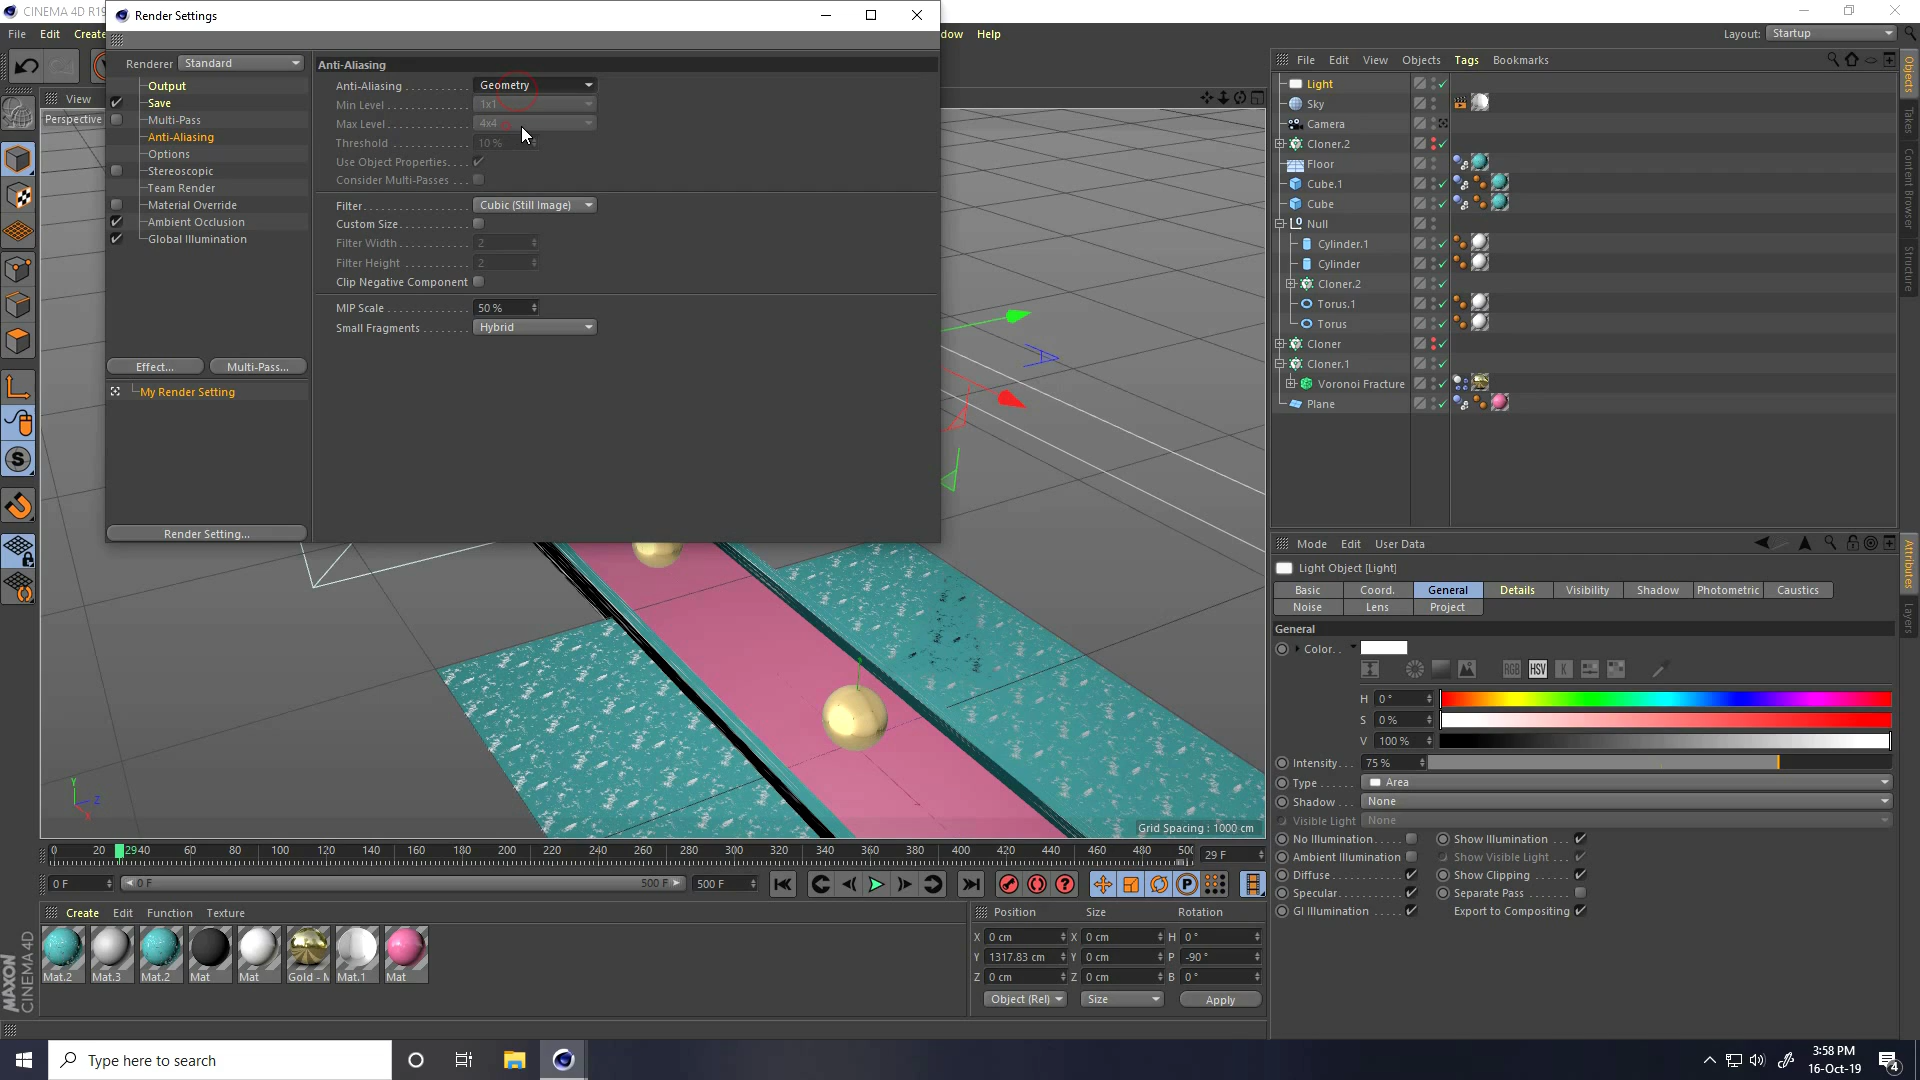 CINEMA 4D R19
Render Settings
File Edit Create
dow Help
Layout: Startup
Renderer Standard
Output
Save
Multi-Pass
Anti-Aliasing
Options
Stereoscopic
Team Render
Material Override
Ambient Occlusion
Global Illumination
Effect... Multi-Pass...
My Render Setting
Render Setting...
View
Perspective
Anti-Aliasing
Anti-Aliasing Geometry
Min Level 1x1
Max Level 4x4
Threshold 10 %
Use Object Properties
Consider Multi-Passes
Filter Cubic (Still Image)
Custom Size
Filter Width 2
Filter Height 2
Clip Negative Component
MIP Scale 50 %
Small Fragments Hybrid
File Edit View Objects Tags Bookmarks
Light
Sky
Camera
Cloner.2
Floor
Cube.1
Cube
Null
Cylinder.1
Cylinder
Cloner.2
Torus.1
Torus
Cloner
Cloner.1
Voronoi Fracture
Plane
Objects
Takes
Content Browser
Structure
Mode Edit User Data
Light Object [Light]
Basic Coord. General Details Visibility Shadow Photometric Caustics
Noise Lens Project
General
Color
RGB HSV K
H 0 °
S 0 %
V 100 %
Intensity 75 %
Type Area
Shadow None
Visible Light None
No Illumination Show Illumination
Ambient Illumination Show Visible Light
Diffuse Show Clipping
Specular Separate Pass
GI Illumination Export to Compositing
Attributes
Layers
Y
Z
X
Grid Spacing : 1000 cm
0 20 2940 60 80 100 120 140 160 180 200 220 240 260 280 300 320 340 360 380 400 420 440 460 480 500 29 F
0 F 0 F 500 F 500 F
P
Create Edit Function Texture
Mat.2 Mat.3 Mat.2 Mat Mat Gold - M Mat.1 Mat
Position Size Rotation
X 0 cm X 0 cm H 0 °
Y 1317.83 cm Y 0 cm P -90 °
Z 0 cm Z 0 cm B 0 °
Object (Rel) Size Apply
MAXON
CINEMA 4D
Type here to search
3:58 PM
16-Oct-19
4